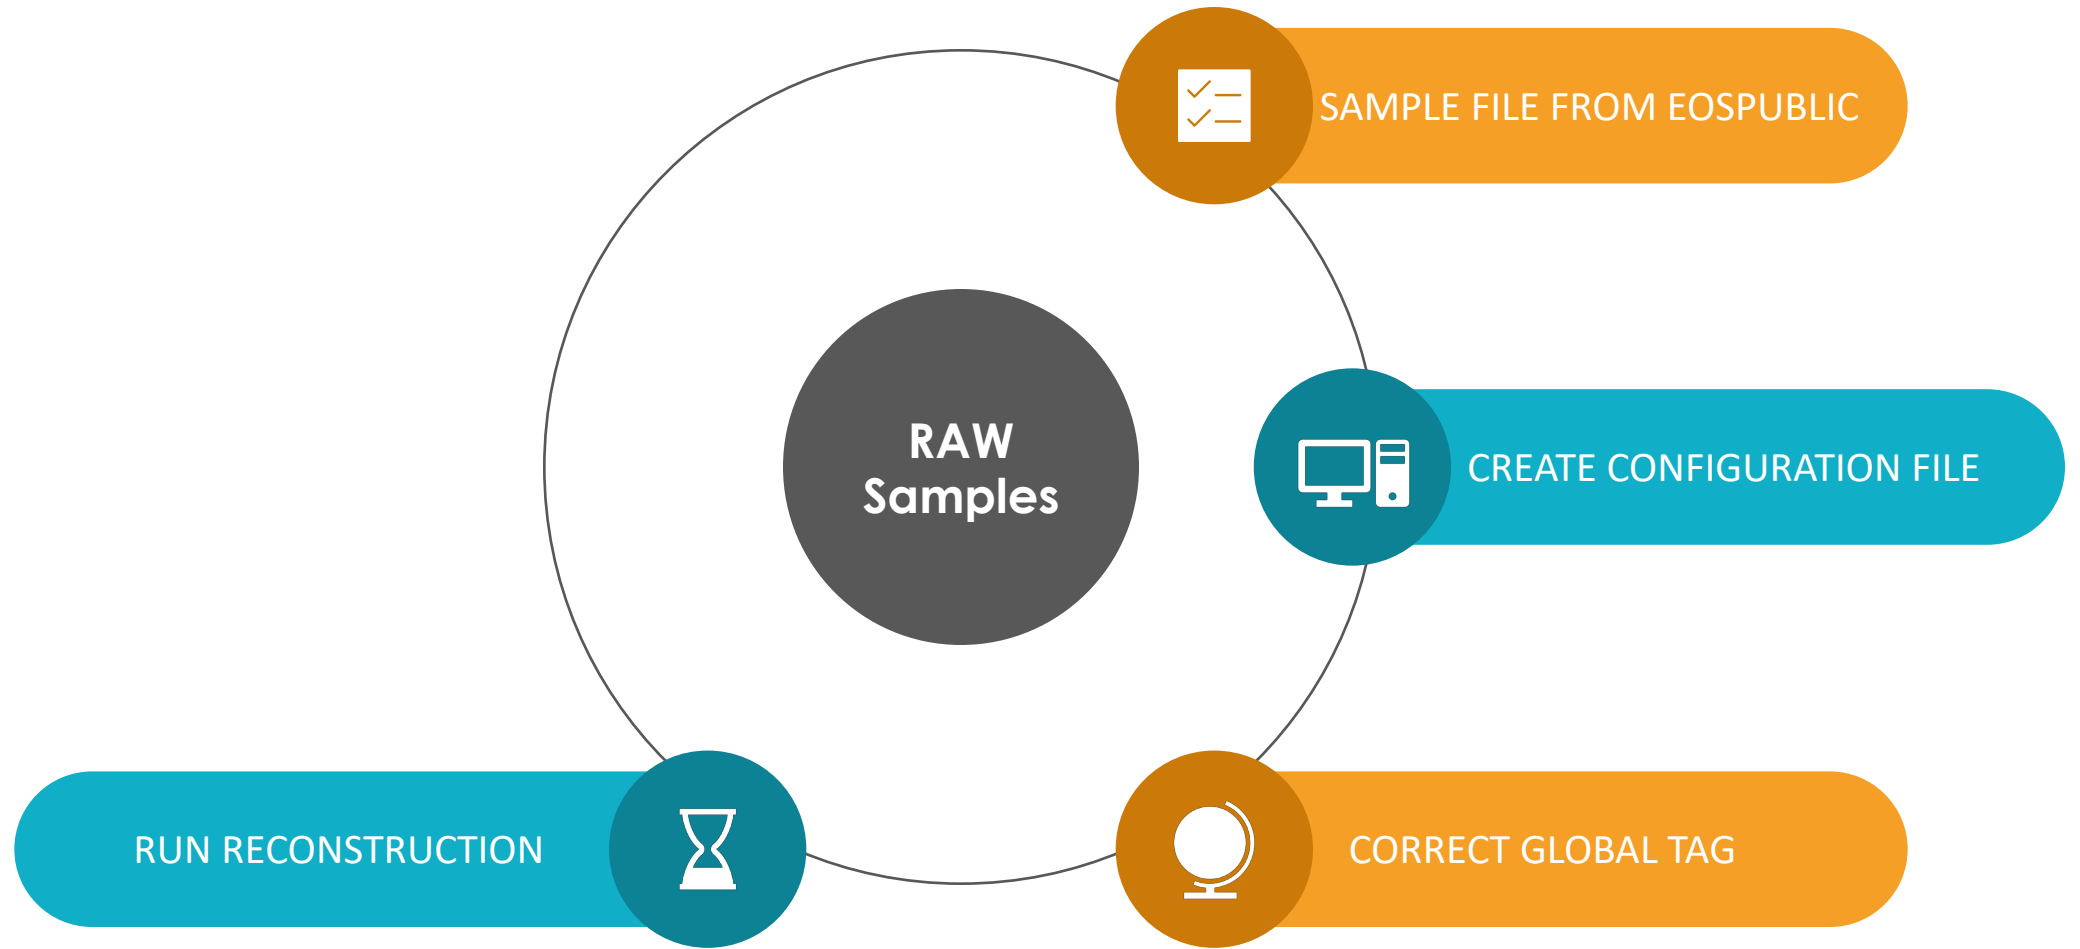 SAMPLE FILE FROM EOSPUBLIC
RAW
Samples
CREATE CONFIGURATION FILE
CORRECT GLOBAL TAG
RUN RECONSTRUCTION